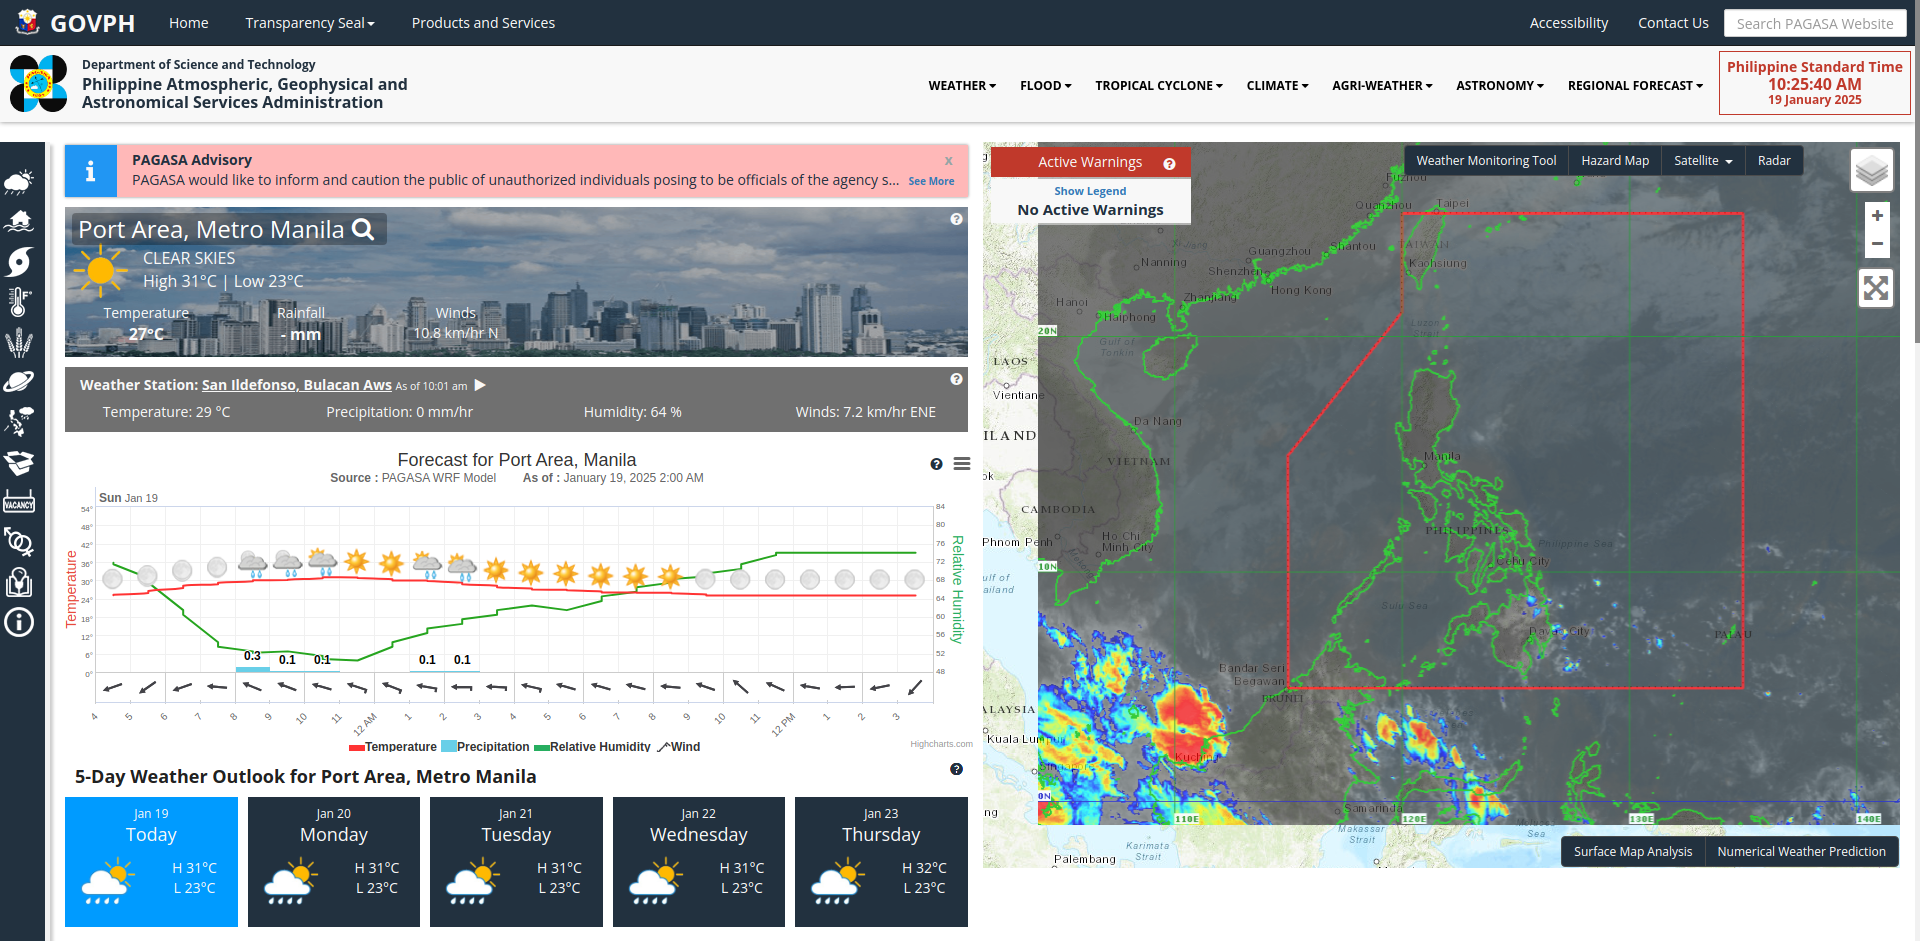 GOVPH
Home
Transparency Seal
Products and Services
Accessibility
Contact Us
Search PAGASA Website
Department of Science and Technology
Philippine Atmospheric, Geophysical and
Astronomical Services Administration
WEATHER
FLOOD
TROPICAL CYCLONE
CLIMATE
AGRI-WEATHER
ASTRONOMY
REGIONAL FORECAST
Philippine Standard Time
10:25:40 AM
19 January 2025
VACANCY
PAGASA Advisory
x
PAGASA would like to inform and caution the public of unauthorized individuals posing to be officials of the agency s... See More
Port Area, Metro Manila
CLEAR SKIES
High 31°C | Low 23°C
Temperature
Rainfall
Winds
27°C
- mm
10.8 km/hr N
Weather Station: San Ildefonso, Bulacan Aws As of 10:01 am
Temperature: 29 °C
Precipitation: 0 mm/hr
Humidity: 64 %
Winds: 7.2 km/hr ENE
Forecast for Port Area, Manila
Source : PAGASA WRF Model As of : January 19, 2025 2:00 AM
Sun Jan 19
Temperature
54°
48°
42°
36°
30°
24°
18°
12°
6°
0°
84
80
76
72
68
64
60
56
52
48
Relative Humidity
0.3
0.1
0.1
0.1
0.1
4
5
6
7
8
9
10
11
12 AM
1
2
3
4
5
6
7
8
9
10
11
12 PM
1
2
3
Temperature
Precipitation
Relative Humidity
Wind
Highcharts.com
5-Day Weather Outlook for Port Area, Metro Manila
Jan 19
Today
H 31°C
L 23°C
Jan 20
Monday
H 31°C
L 23°C
Jan 21
Tuesday
H 31°C
L 23°C
Jan 22
Wednesday
H 31°C
L 23°C
Jan 23
Thursday
H 32°C
L 23°C
Active Warnings
Show Legend
No Active Warnings
Weather Monitoring Tool
Hazard Map
Satellite
Radar
+
−
Fuzhou
Quanzhou
Taipei
TAIWAN
Shantou
Guangzhou
Kaohsiung
Nanning
Shenzhen
Hong Kong
Hanoi
Zhanjiang
Haiphong
Luzon
Strait
20N
Gulf of
Tonkin
LAOS
Vientiane
Da Nang
ILAND
VIETNAM
Manila
ok
CAMBODIA
PHILIPPINES
Phnom Penh
Ho Chi
Minh City
Philippine Sea
Cebu City
10N
ulf of
ailand
Sulu Sea
Davao City
PALAU
Bandar Seri
Begawan
BRUNEI
ALAYSIA
Kuala Lum
Kuching
0N
Samarinda
110E
120E
130E
140E
ng
Makassar
Strait
Sea
Karimata
Strait
Palembang
Surface Map Analysis
Numerical Weather Prediction